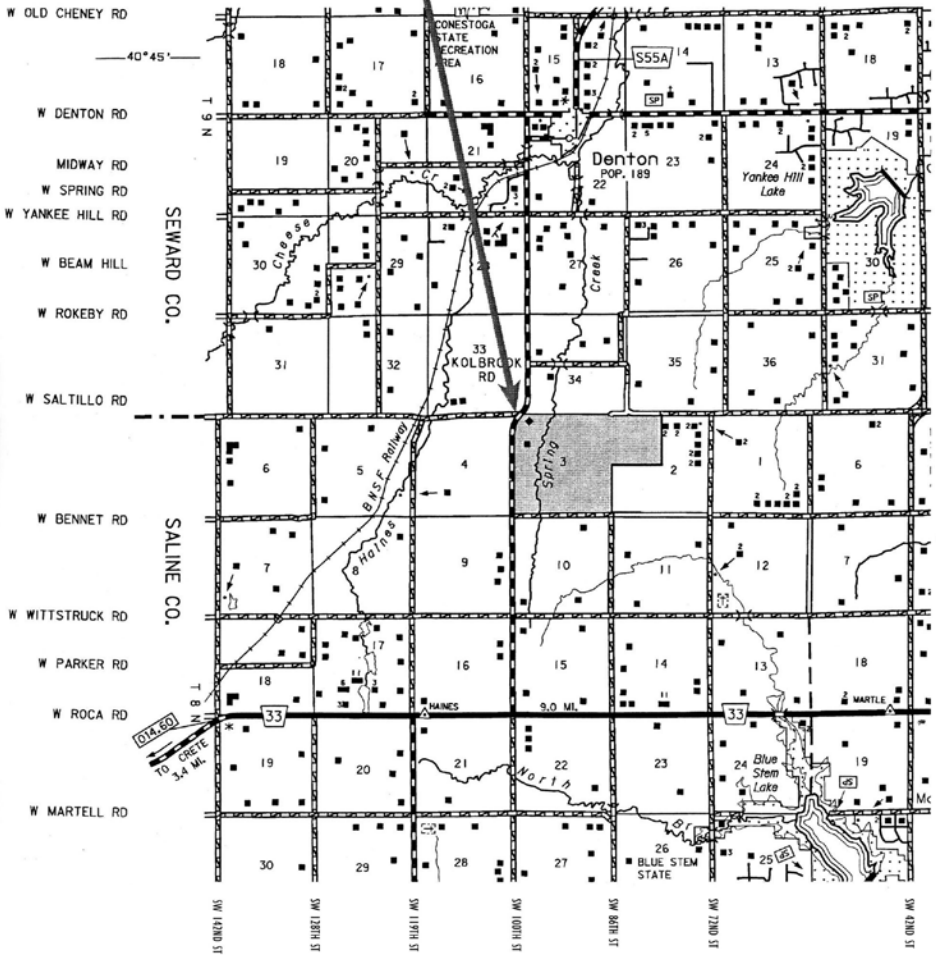 W OLD CHENEY RD
CONESTOGA
STATE
RECREATION
AREA
40°45'
18 17 16 15 S55A 14 13 18
SP
T 9 N
W DENTON RD
MIDWAY RD
19 20 21 22 23 24 19
Denton
POP. 189
Yankee Hill
Lake
W SPRING RD
Cr.
W YANKEE HILL RD
Cheese
SEWARD CO.
W BEAM HILL
30 29 28 27 26 25 30
Creek
SP
W ROKEBY RD
31 32 33 34 35 36 31
KOLBROOK
RD
W SALTILLO RD
6 5 4 3 2 1 6
BNSF Railway
Spring
W BENNET RD
SALINE CO.
Haines
7 8 9 10 11 12 7
W WITTSTRUCK RD
W PARKER RD
18 17 16 15 14 13 18
T 8 N
W ROCA RD
33 HAINES 9.0 MI. 33 MARTLE
014.60
TO CRETE
3.4 MI.
19 20 21 22 23 24 19
North
Blue
Stem
Lake
SP
W MARTELL RD
Br.
30 29 28 27 26 25
BLUE STEM
STATE
SP
SW 142ND ST
SW 128TH ST
SW 119TH ST
SW 100TH ST
SW 86TH ST
SW 72ND ST
SW 42ND ST